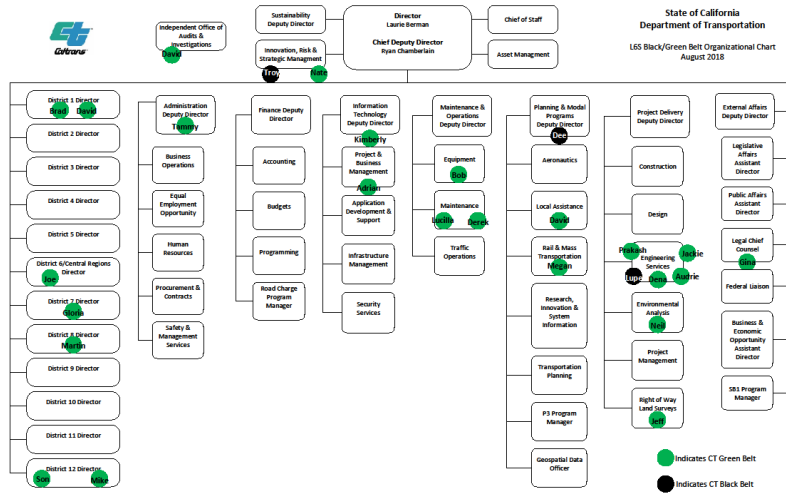 State of California
Department of Transportation
L6S Black/Green Belt Organizational Chart
August 2018
Caltrans
Independent Office of
Audits &
Investigations
David
Sustainability
Deputy Director
Director
Laurie Berman
Chief Deputy Director
Ryan Chamberlain
Chief of Staff
Innovation, Risk &
Strategic Managment
Troy
Nate
Asset Managment
District 1 Director
Brad
David
District 2 Director
District 3 Director
District 4 Director
District 5 Director
District 6/Central Regions
Director
Joe
District 7 Director
Gloria
District 8 Director
Martin
District 9 Director
District 10 Director
District 11 Director
District 12 Director
Son
Mike
Administration
Deputy Director
Tammy
Business
Operations
Equal
Employment
Opportunity
Human
Resources
Procurement &
Contracts
Safety &
Management
Services
Finance Deputy
Director
Accounting
Budgets
Programming
Road Charge
Program
Manager
Information
Technology
Deputy Director
Kimberly
Project &
Business
Management
Adrian
Application
Development &
Support
Infrastructure
Management
Security
Services
Maintenance &
Operations
Deputy Director
Equipment
Bob
Maintenance
Lucilla
Derek
Traffic
Operations
Planning & Modal
Programs
Deputy Director
Dee
Aeronautics
Local Assistance
David
Rail & Mass
Transportation
Megan
Research,
Innovation &
System
Information
Transportation
Planning
P3 Program
Manager
Geospatial Data
Officer
Project Delivery
Deputy Director
Construction
Design
Prakash
Jackie
Engineering
Services
Lupe
Dena
Audrie
Environmental
Analysis
Neil
Project
Management
Right of Way
Land Surveys
Jeff
External Affairs
Deputy Director
Legislative
Affairs
Assistant
Director
Public Affairs
Assistant
Director
Legal Chief
Counsel
Gina
Federal Liaison
Business &
Economic
Opportunity
Assistant
Director
SB1 Program
Manager
Indicates CT Green Belt
Indicates CT Black Belt